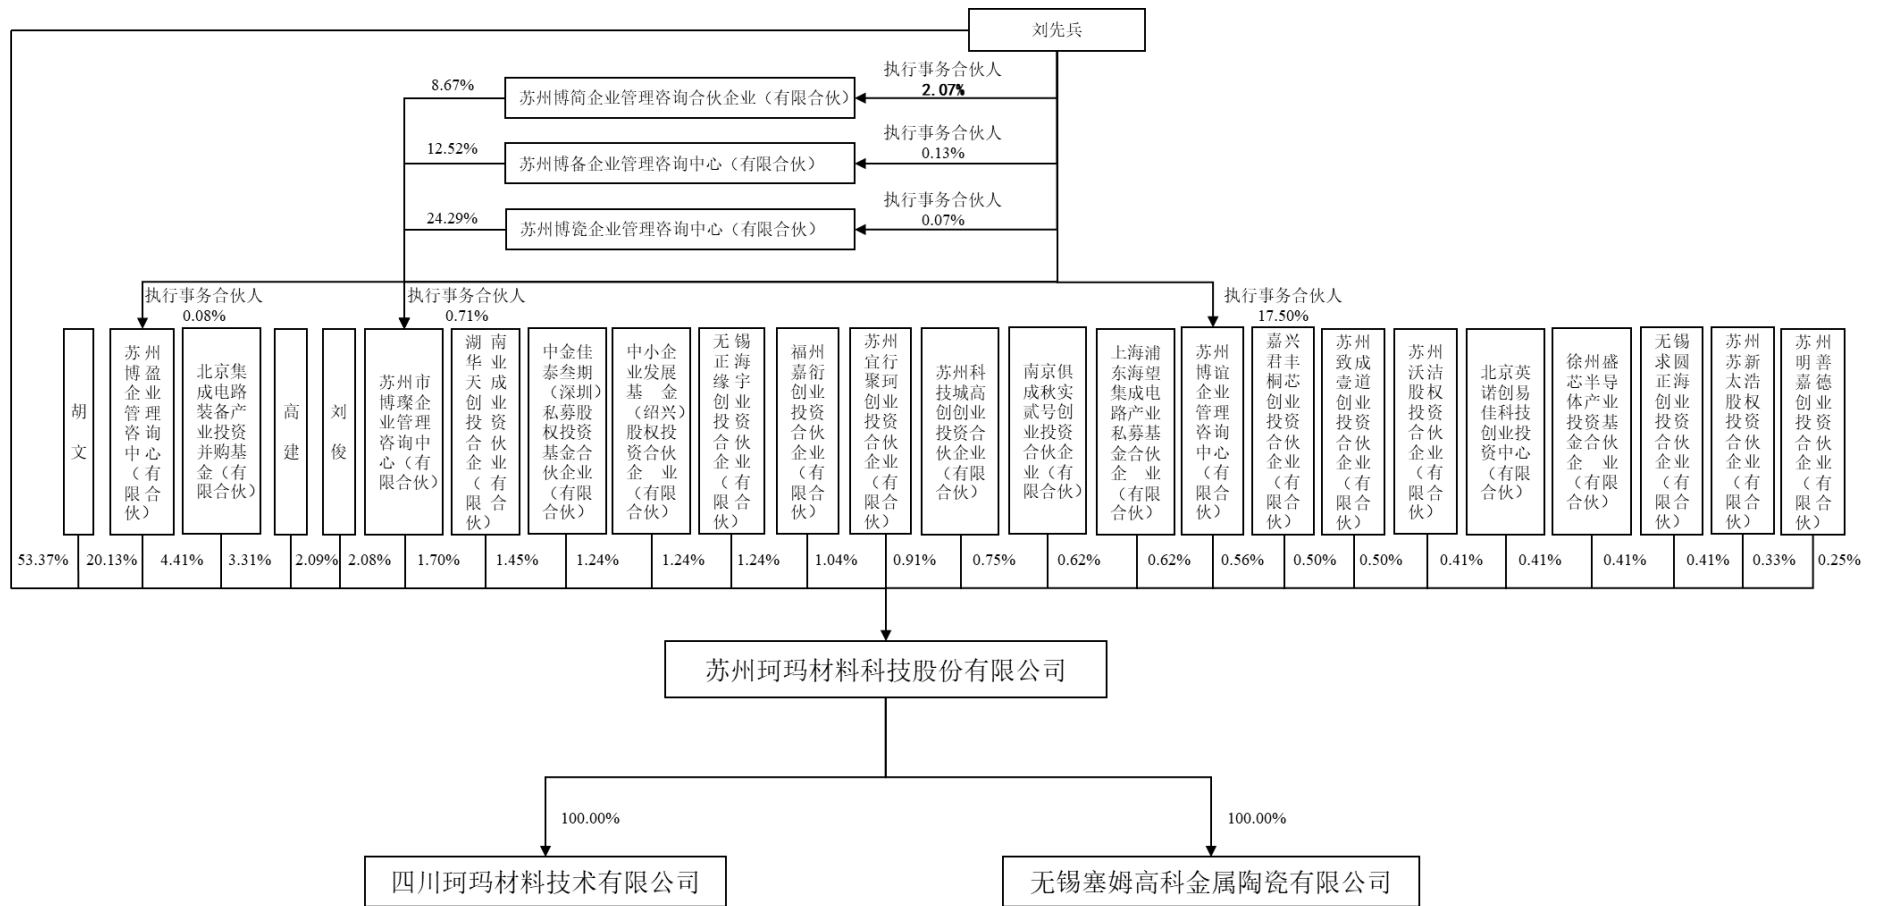 刘先兵
执行事务合伙人
2.07%
8.67%
苏州博简企业管理咨询合伙企业（有限合伙）
执行事务合伙人
0.13%
12.52%
苏州博备企业管理咨询中心（有限合伙）
执行事务合伙人
0.07%
24.29%
苏州博瓷企业管理咨询中心（有限合伙）
执行事务合伙人
0.08%
执行事务合伙人
0.71%
执行事务合伙人
17.50%
胡
文
苏州
博盈
企业
管理
咨询
中心
（有
限合
伙）
北京集
成电路
装备产
业投资
并购基
金（有
限合伙）
高
建
刘
俊
苏州市
博璨企
业管理
咨询中
心（有
限合伙）
湖南
华业
天成
创业
投资
合伙
企业
（有
限合
伙）
中金佳
泰叁期
（深圳）
私募股
权投资
基金合
伙企业
（有限
合伙）
中小企
业发展
基金
（绍兴）
股权投
资合伙
企业
（有限
合伙）
无锡
正海
缘宇
创业
投资
合伙
企业
（有
限合
伙）
福州
嘉衍
创业
投资
合伙
企业
（有
限合
伙）
苏州
宜行
聚珂
创业
投资
合伙
企业
（有
限合
伙）
苏州科
技城高
创创业
投资合
伙企业
（有限
合伙）
南京俱
成秋实
贰号创
业投资
合伙企
业（有
限合伙）
上海浦
东海望
集成电
路产业
私募基
金合伙
企业
（有限
合伙）
苏州
博谊
企业
管理
咨询
中心
（有
限合
伙）
嘉兴
君丰
桐芯
创业
投资
合伙
企业
（有
限合
伙）
苏州
致成
壹道
创业
投资
合伙
企业
（有
限合
伙）
苏州
沃洁
股权
投资
合伙
企业
（有
限合
伙）
北京英
诺创易
佳科技
创业投
资中心
（有限
合伙）
徐州盛
芯半导
体产业
投资基
金合伙
企业
（有限
合伙）
无锡
求圆
正海
创业
投资
合伙
企业
（有
限合
伙）
苏州
苏新
太浩
股权
投资
合伙
企业
（有
限合
伙）
苏州
明善
嘉德
创业
投资
合伙
企业
（有
限合
伙）
53.37%
20.13%
4.41%
3.31%
2.09%
2.08%
1.70%
1.45%
1.24%
1.24%
1.24%
1.04%
0.91%
0.75%
0.62%
0.62%
0.56%
0.50%
0.50%
0.41%
0.41%
0.41%
0.41%
0.33%
0.25%
苏州珂玛材料科技股份有限公司
100.00%
100.00%
四川珂玛材料技术有限公司
无锡塞姆高科金属陶瓷有限公司